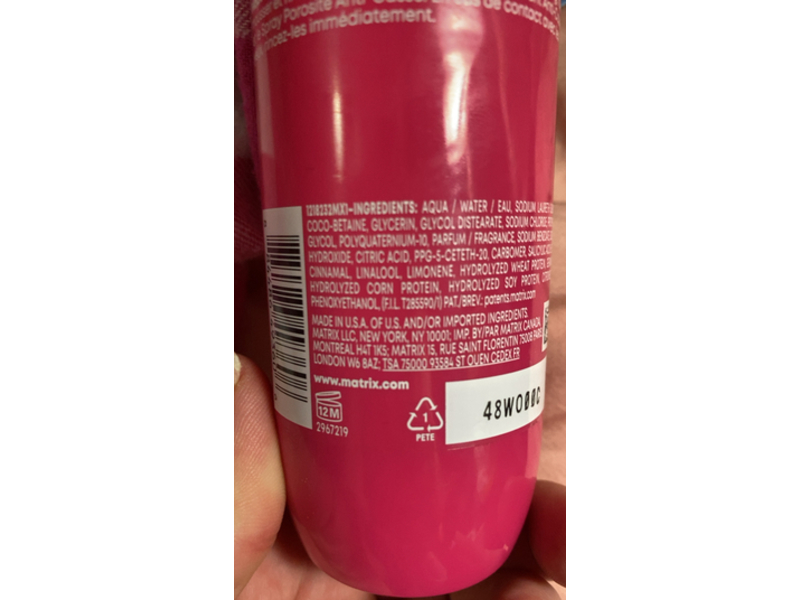 Spray Porosité Anti-
de contact avec
rincez-les immédiatement.
1218232MX1-INGREDIENTS: AQUA / WATER / EAU, SODIUM
COCO-BETAINE, GLYCERIN, GLYCOL DISTEARATE, SODIUM CHLORIDE,
GLYCOL, POLYQUATERNIUM-10, PARFUM / FRAGRANCE, SODIUM
HYDROXIDE, CITRIC ACID, PPG-5-CETETH-20, CARBOMER, SALICYLIC
CINNAMAL, LINALOOL, LIMONENE, HYDROLYZED WHEAT PROTEIN,
HYDROLYZED CORN PROTEIN, HYDROLYZED SOY PROTEIN,
PHENOXYETHANOL, (F.I.L. T285590/1) PAT./BREV.: patents.matrix.com
MADE IN U.S.A. OF U.S. AND/OR IMPORTED INGREDIENTS.
MATRIX LLC, NEW YORK, NY 10001; IMP. BY/PAR MATRIX CANADA,
MONTREAL H4T 1K5; MATRIX 15, RUE SAINT FLORENTIN 75008
LONDON W6 8AZ; TSA 75000 93584 ST OUEN CEDEX.FR
www.matrix.com
12M
2967219
1
PETE
48W000C